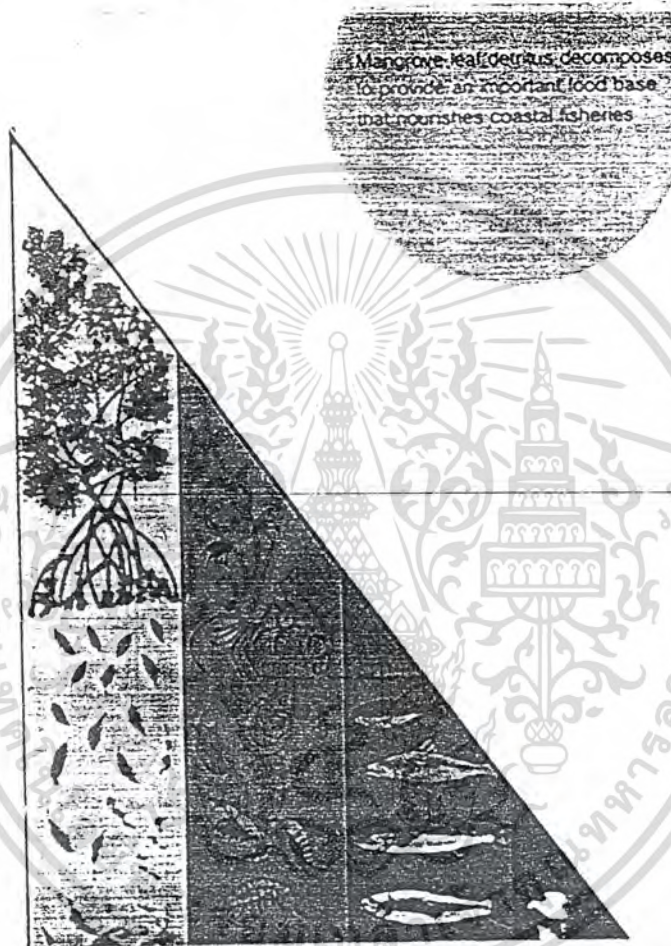 Mangrove leaf detritus decomposes
to provide an important food base
that nourishes coastal fisheries